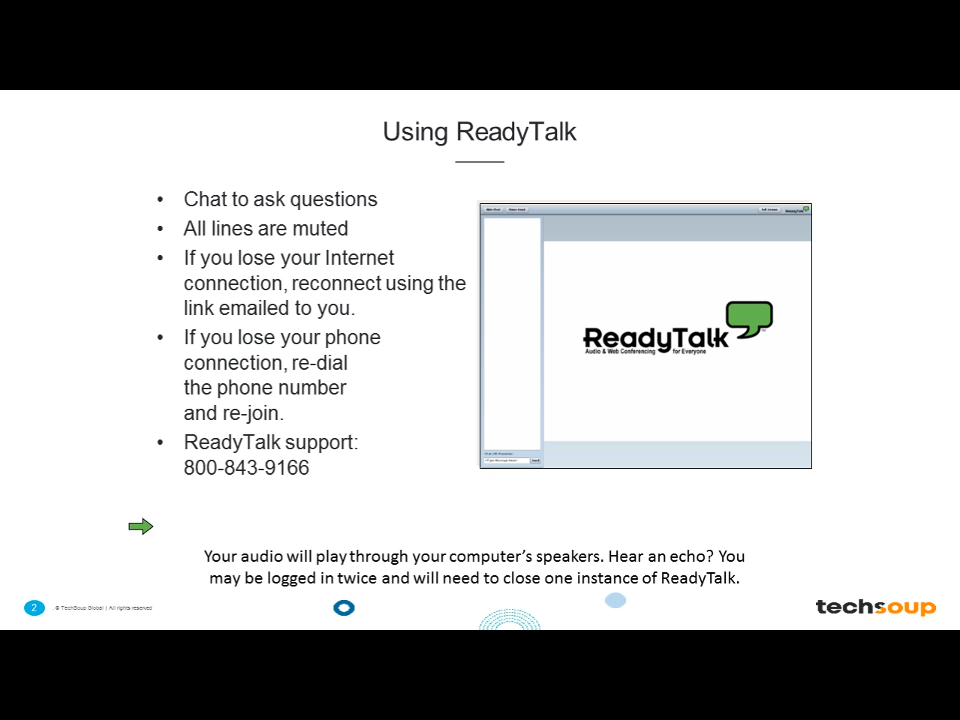 Using ReadyTalk
• Chat to ask questions
• All lines are muted
• If you lose your Internet
connection, reconnect using the
link emailed to you.
• If you lose your phone
connection, re-dial
the phone number
and re-join.
• ReadyTalk support:
800-843-9166
ReadyTalk
Audio & Web Conferencing for Everyone
Your audio will play through your computer's speakers. Hear an echo? You
may be logged in twice and will need to close one instance of ReadyTalk.
2
© TechSoup Global | All rights reserved
techsoup